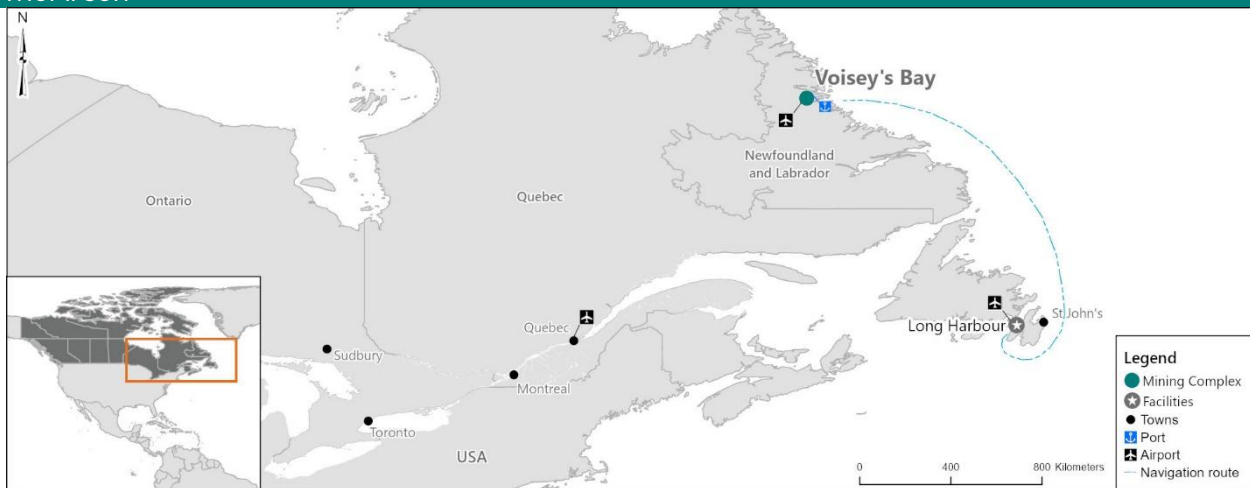 N
Voisey's Bay
Newfoundland
and Labrador
Ontario
Quebec
Quebec
Long Harbour
St John's
Sudbury
Montreal
Toronto
USA
Legend
Mining Complex
Facilities
Towns
Port
Airport
Navigation route
0 400 800 Kilometers